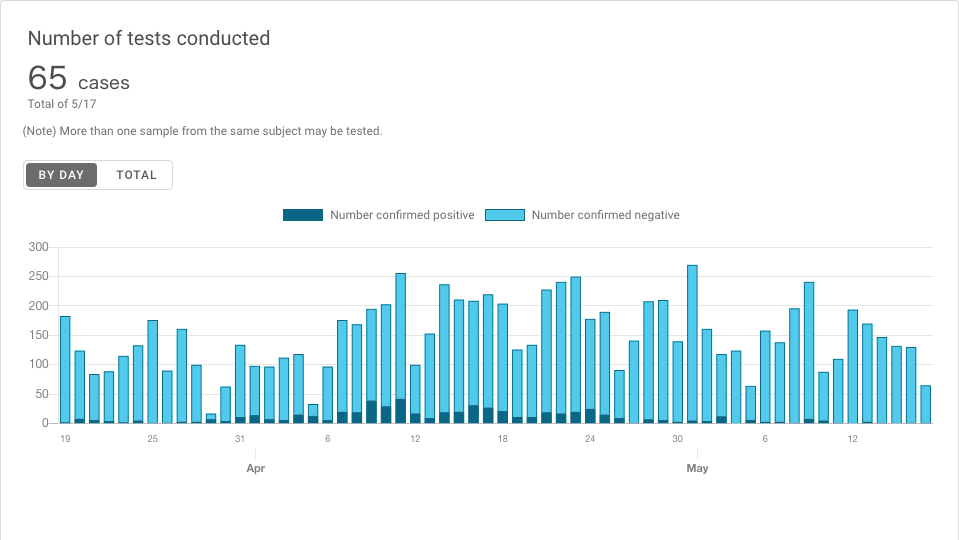 Number of tests conducted
65 cases
Total of 5/17
(Note) More than one sample from the same subject may be tested.
BY DAY TOTAL
Number confirmed positive Number confirmed negative
300
250
200
150
100
50
0
19 25 31 6 12 18 24 30 6 12
Apr May